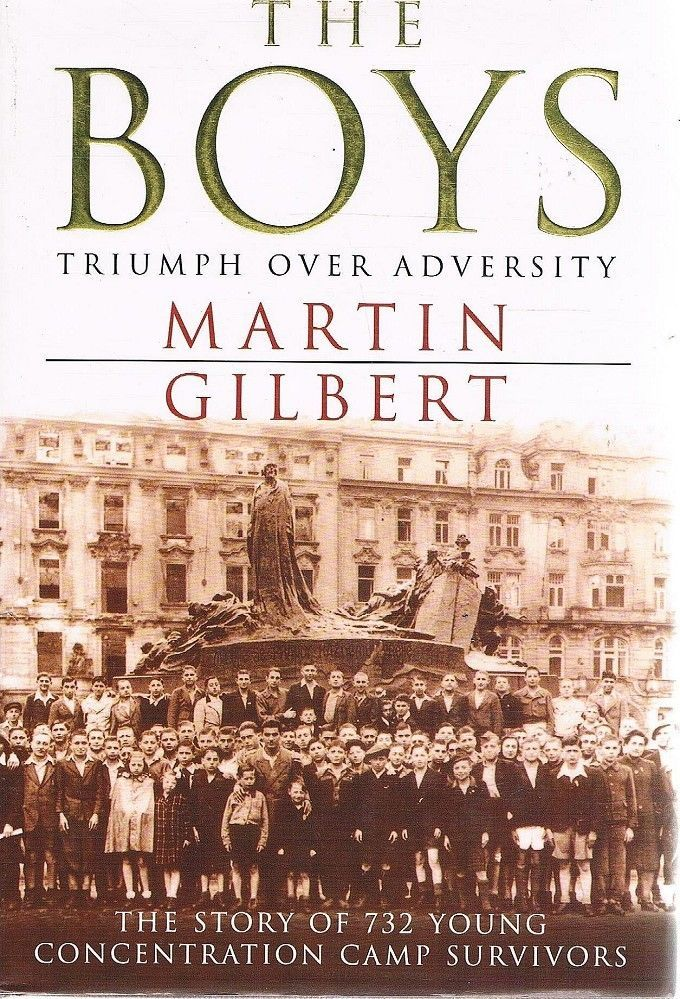 THE
BOYS
TRIUMPH OVER ADVERSITY
MARTIN
GILBERT
THE STORY OF 732 YOUNG
CONCENTRATION CAMP SURVIVORS